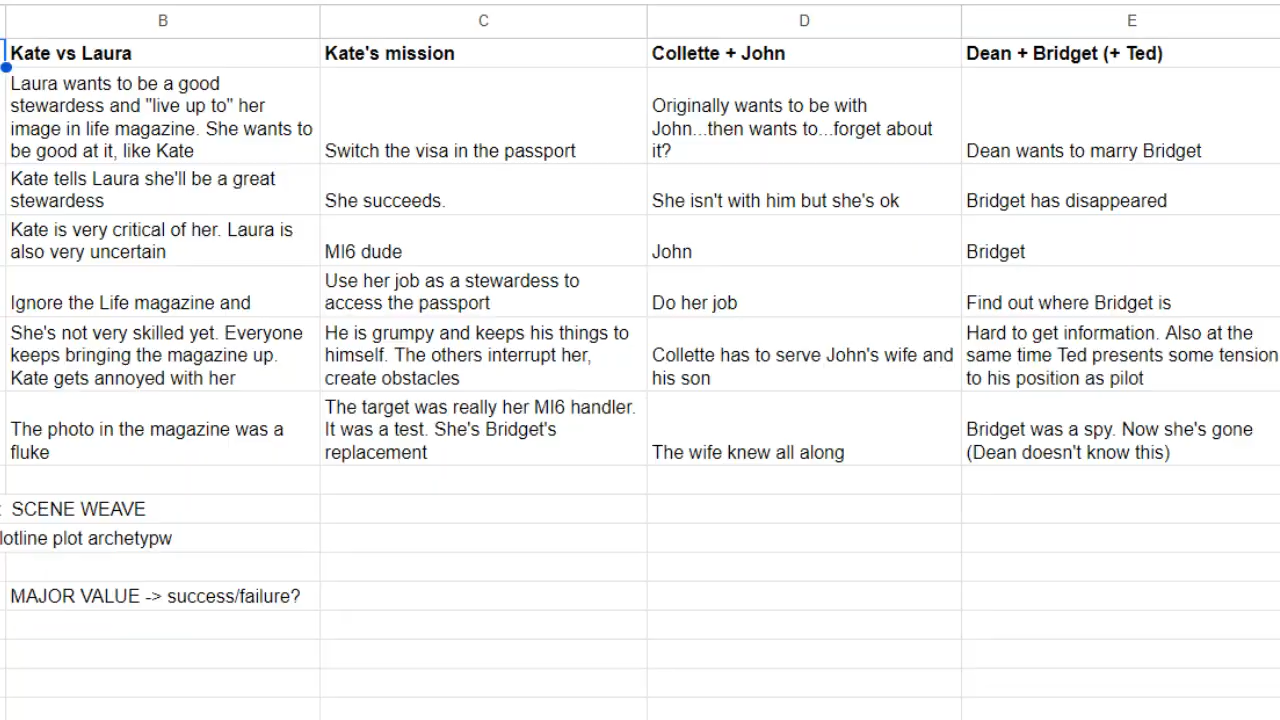 B C D E
Kate vs Laura
Kate's mission
Collette + John
Dean + Bridget (+ Ted)
Laura wants to be a good
stewardess and "live up to" her
image in life magazine. She wants to
be good at it, like Kate
Switch the visa in the passport
Originally wants to be with
John...then wants to...forget about
it?
Dean wants to marry Bridget
Kate tells Laura she'll be a great
stewardess
She succeeds.
She isn't with him but she's ok
Bridget has disappeared
Kate is very critical of her. Laura is
also very uncertain
MI6 dude
John
Bridget
Ignore the Life magazine and
Use her job as a stewardess to
access the passport
Do her job
Find out where Bridget is
She's not very skilled yet. Everyone
keeps bringing the magazine up.
Kate gets annoyed with her
He is grumpy and keeps his things to
himself. The others interrupt her,
create obstacles
Collette has to serve John's wife and
his son
Hard to get information. Also at the
same time Ted presents some tension
to his position as pilot
The photo in the magazine was a
fluke
The target was really her MI6 handler.
It was a test. She's Bridget's
replacement
The wife knew all along
Bridget was a spy. Now she's gone
(Dean doesn't know this)
: SCENE WEAVE
lotline plot archetypw
MAJOR VALUE -> success/failure?